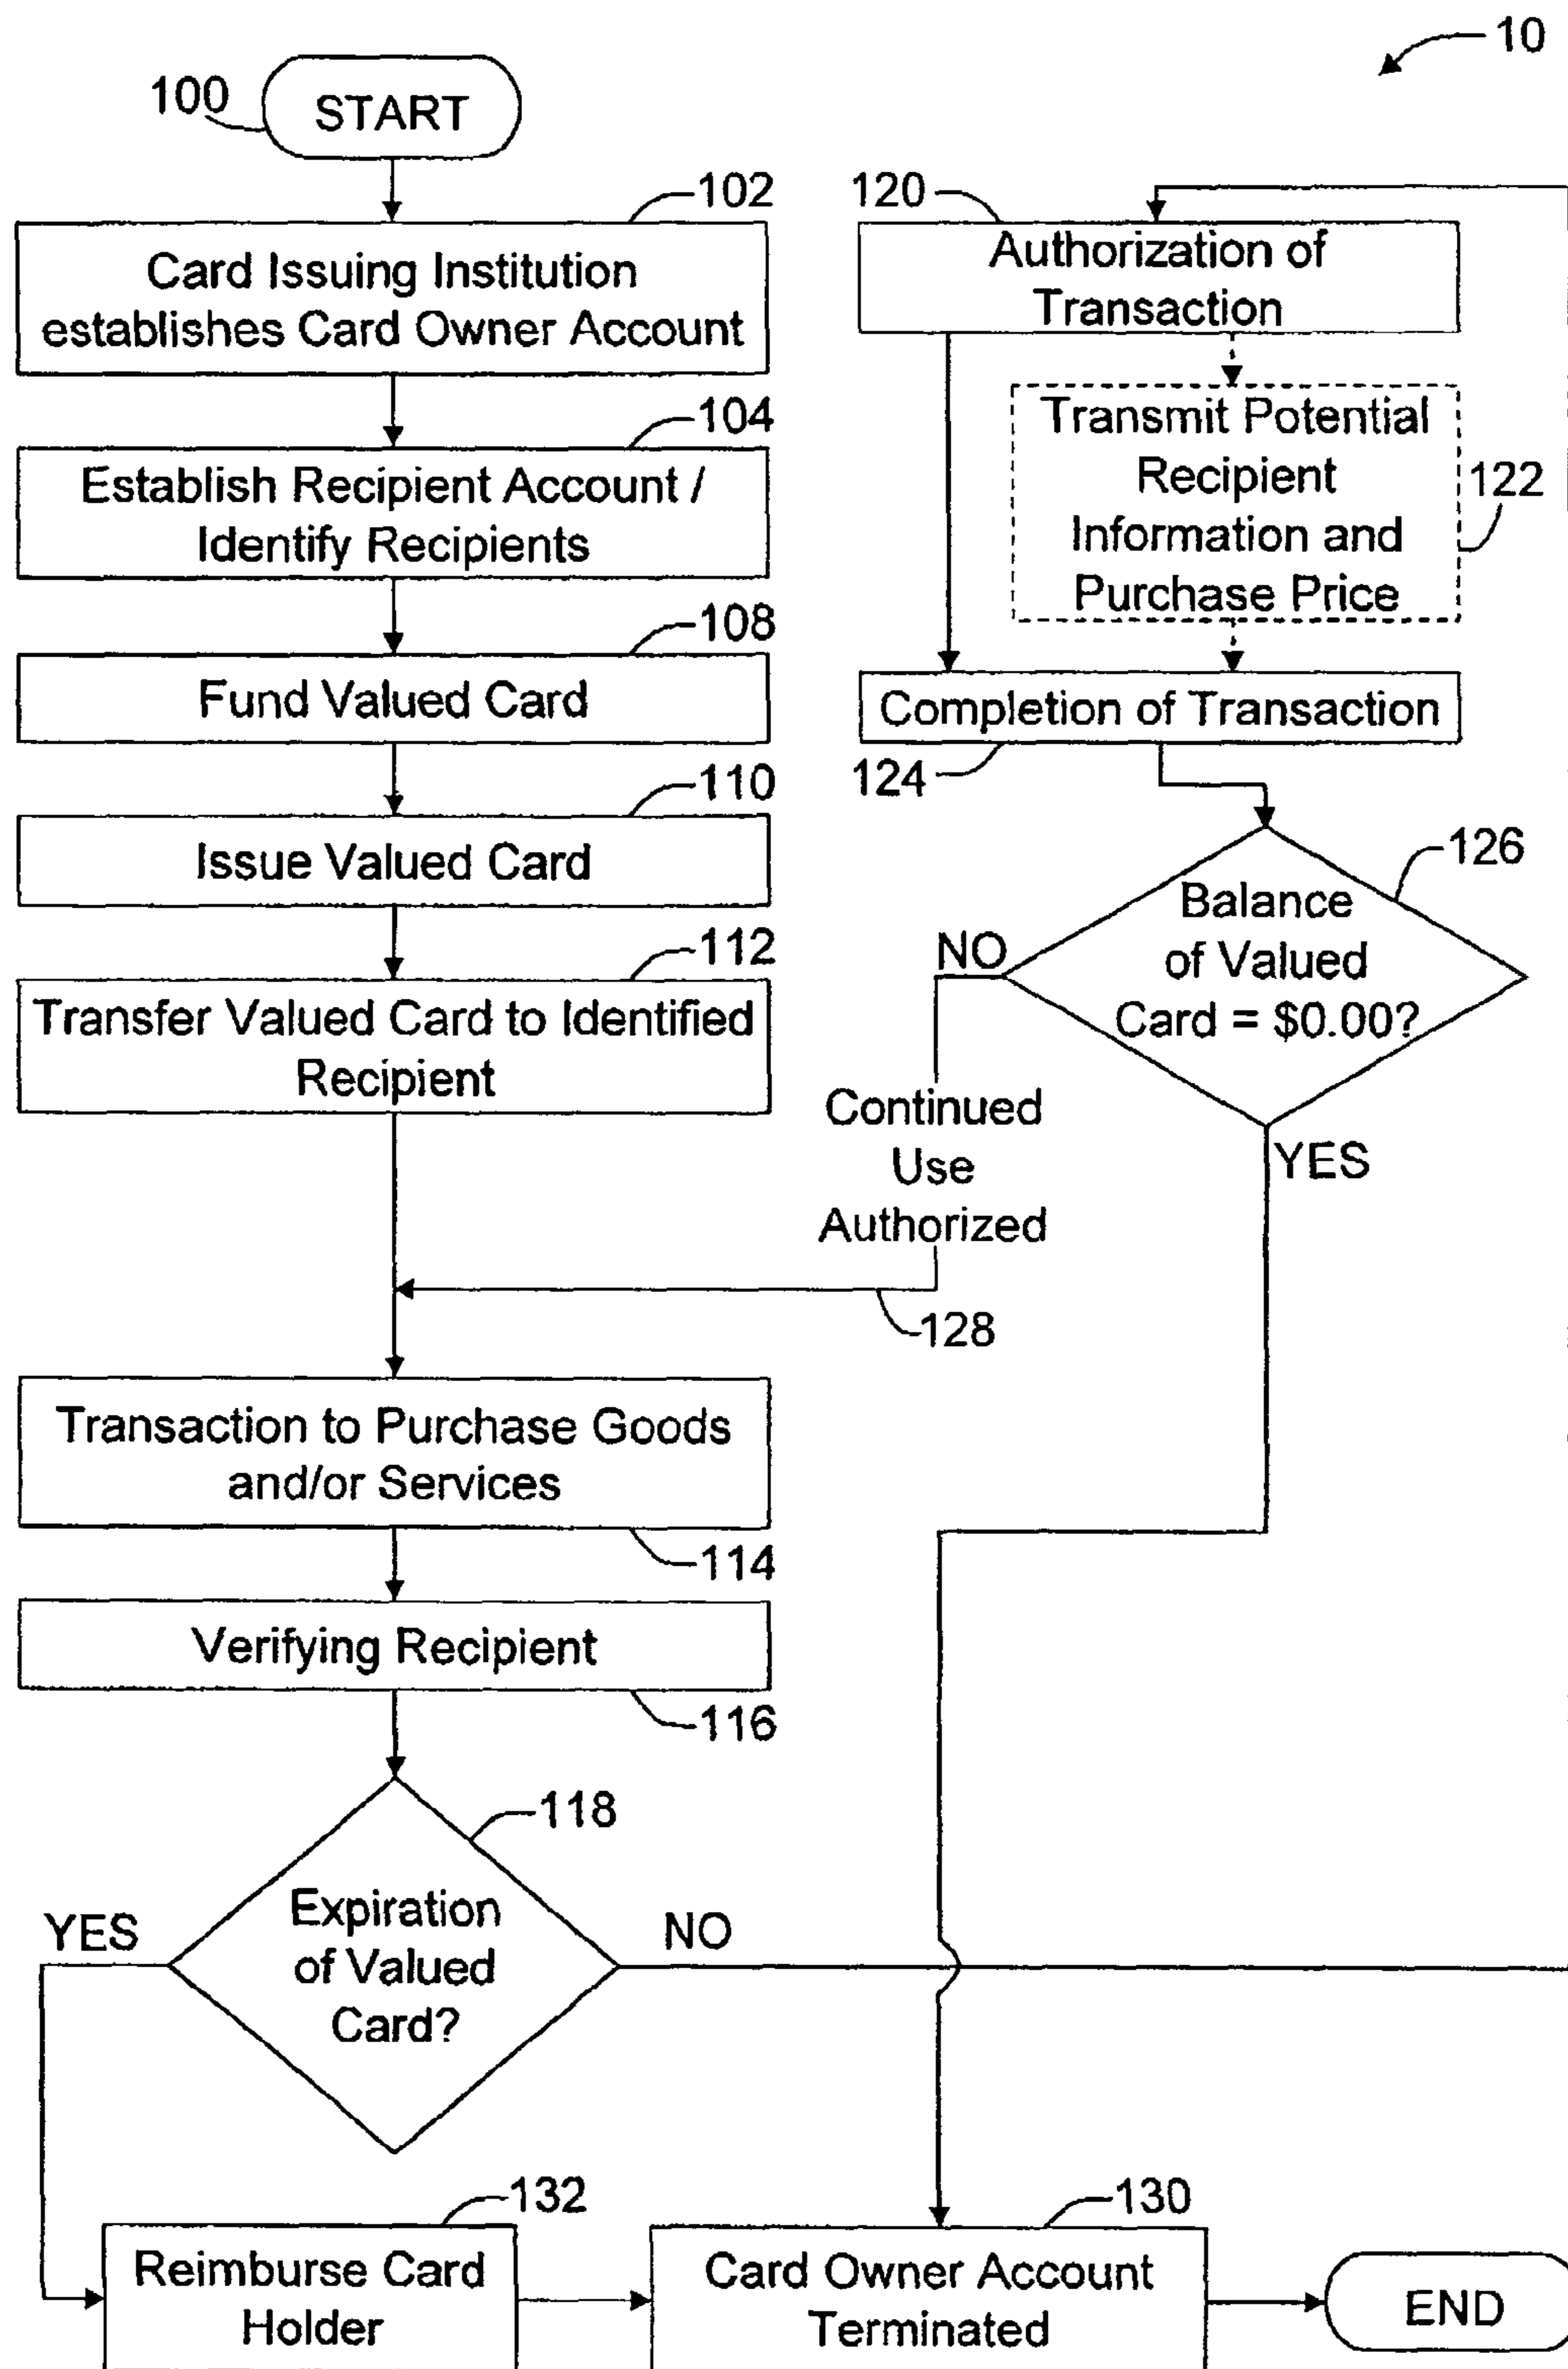 10
100
START
102
Card Issuing Institution
establishes Card Owner Account
104
Establish Recipient Account /
Identify Recipients
108
Fund Valued Card
110
Issue Valued Card
112
Transfer Valued Card to Identified
Recipient
Transaction to Purchase Goods
and/or Services
114
Verifying Recipient
116
118
Expiration
of Valued
Card?
YES
NO
120
Authorization of
Transaction
Transmit Potential
Recipient
Information and
Purchase Price
122
Completion of Transaction
124
126
Balance
of Valued
Card = $0.00?
NO
YES
Continued
Use
Authorized
128
132
Reimburse Card
Holder
130
Card Owner Account
Terminated
END